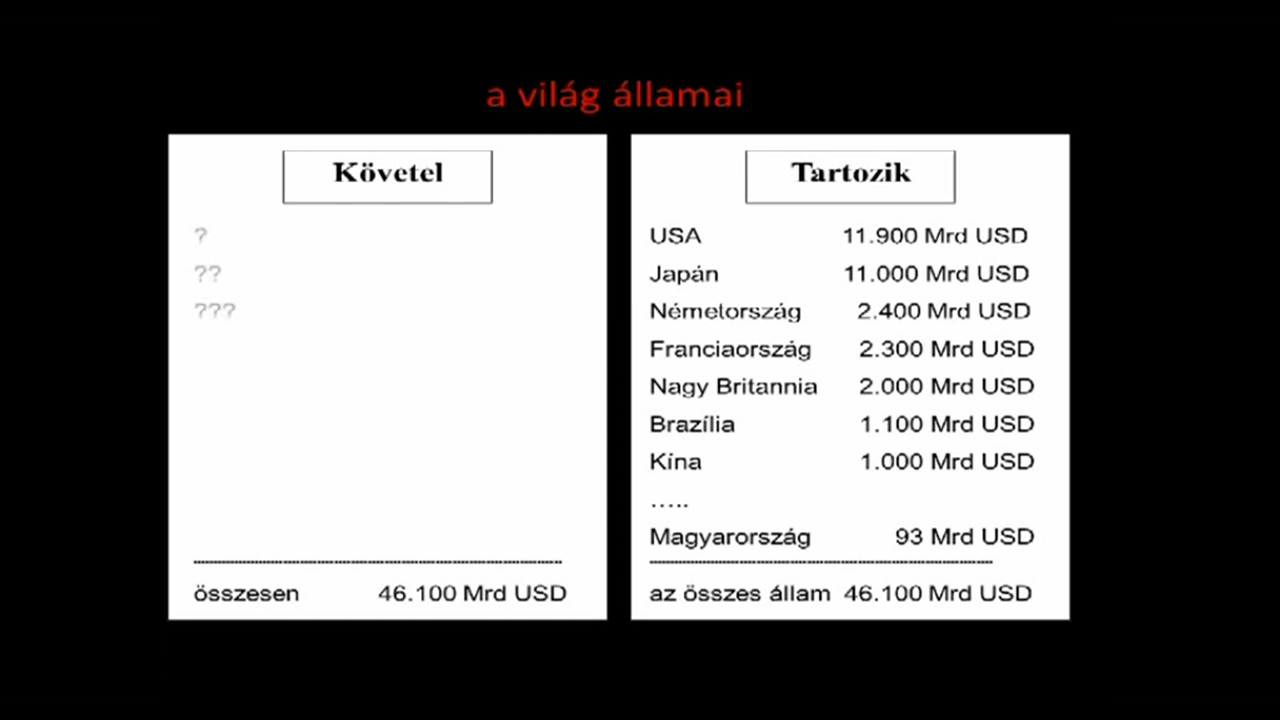 a világ államai
Követel
?
??
???
összesen 46.100 Mrd USD
Tartozik
USA 11.900 Mrd USD
Japán 11.000 Mrd USD
Németország 2.400 Mrd USD
Franciaország 2.300 Mrd USD
Nagy Britannia 2.000 Mrd USD
Brazília 1.100 Mrd USD
Kína 1.000 Mrd USD
.....
Magyarország 93 Mrd USD
az összes állam 46.100 Mrd USD